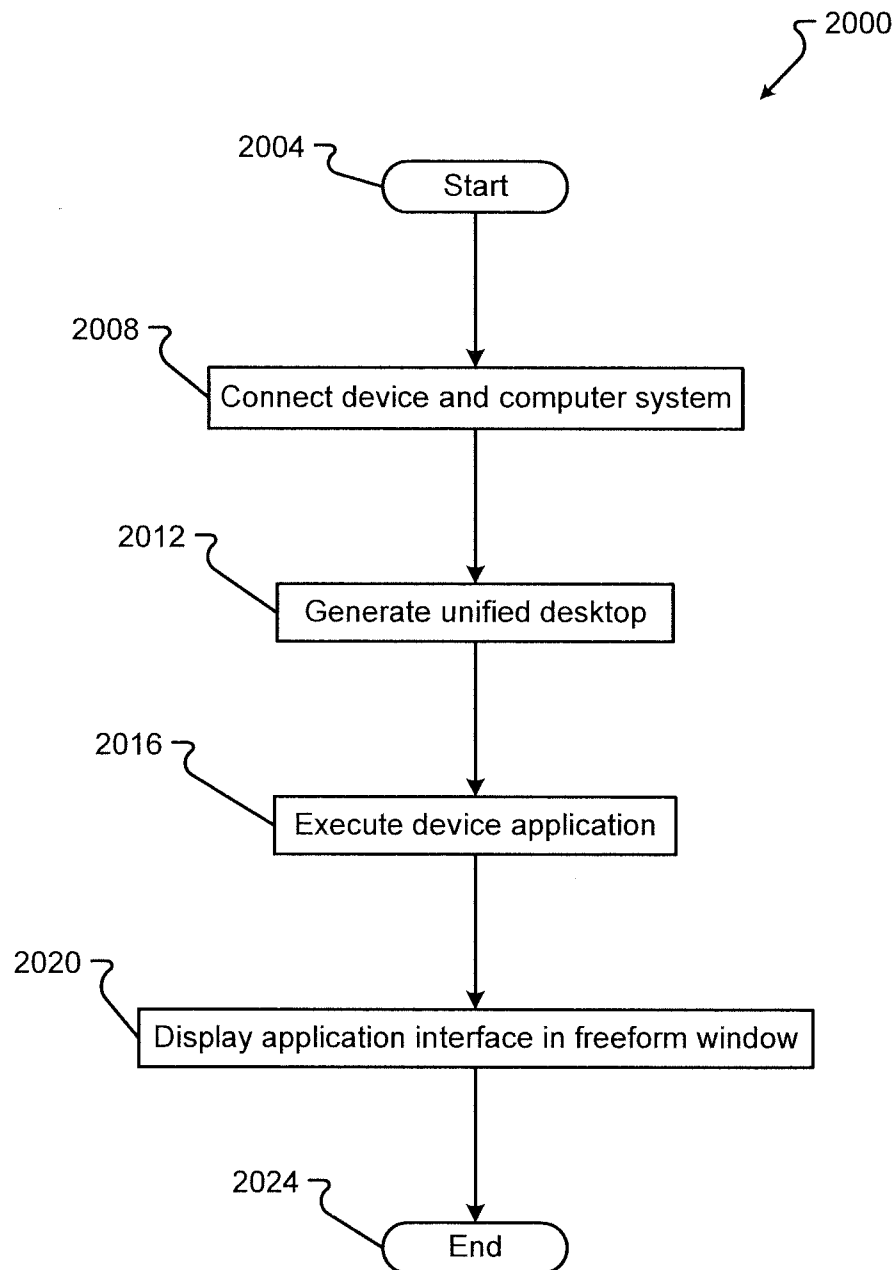 2000
2004
Start
2008
Connect device and computer system
2012
Generate unified desktop
2016
Execute device application
2020
Display application interface in freeform window
2024
End